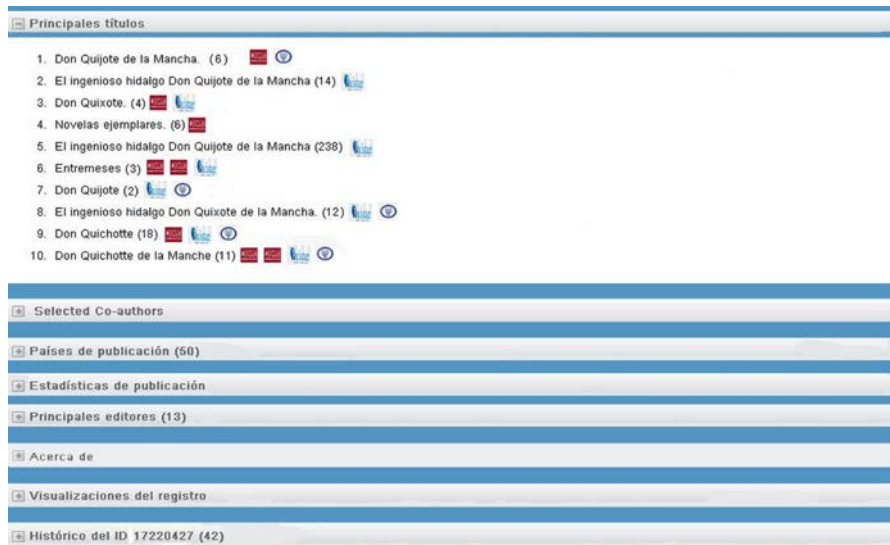 Principales títulos
1. Don Quijote de la Mancha. (6)
2. El ingenioso hidalgo Don Quijote de la Mancha (14)
3. Don Quixote. (4)
4. Novelas ejemplares. (6)
5. El ingenioso hidalgo Don Quijote de la Mancha (238)
6. Entremeses (3)
7. Don Quijote (2)
8. El ingenioso hidalgo Don Quixote de la Mancha. (12)
9. Don Quichotte (18)
10. Don Quichotte de la Manche (11)
Selected Co-authors
Países de publicación (50)
Estadísticas de publicación
Principales editores (13)
Acerca de
Visualizaciones del registro
Histórico del ID 17220427 (42)